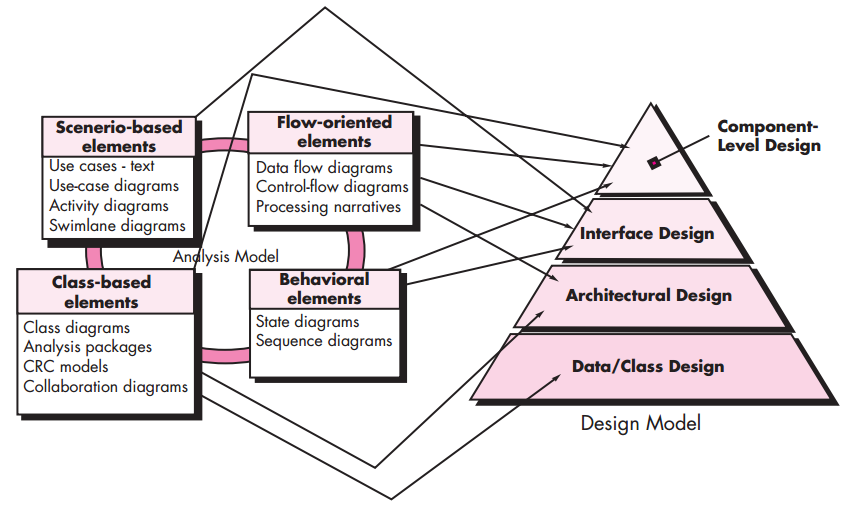 Scenerio-based
elements
Use cases - text
Use-case diagrams
Activity diagrams
Swimlane diagrams
Flow-oriented
elements
Data flow diagrams
Control-flow diagrams
Processing narratives
Analysis Model
Class-based
elements
Class diagrams
Analysis packages
CRC models
Collaboration diagrams
Behavioral
elements
State diagrams
Sequence diagrams
Component-
Level Design
Interface Design
Architectural Design
Data/Class Design
Design Model